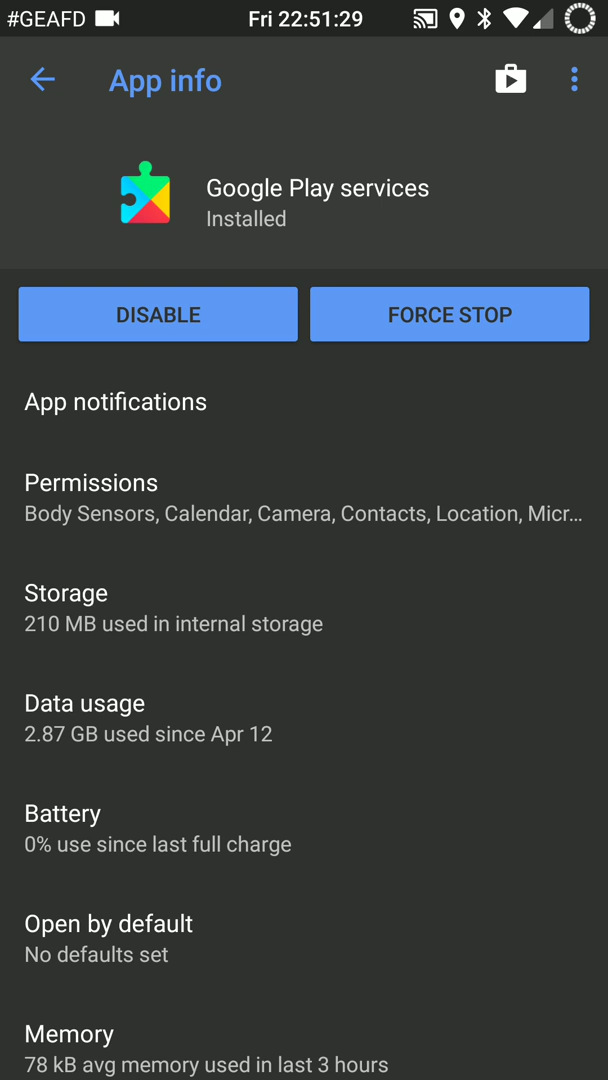 #GEAFD Fri 22:51:29
App info
Google Play services
Installed
DISABLE FORCE STOP
App notifications
Permissions
Body Sensors, Calendar, Camera, Contacts, Location, Micr...
Storage
210 MB used in internal storage
Data usage
2.87 GB used since Apr 12
Battery
0% use since last full charge
Open by default
No defaults set
Memory
78 kB avg memory used in last 3 hours